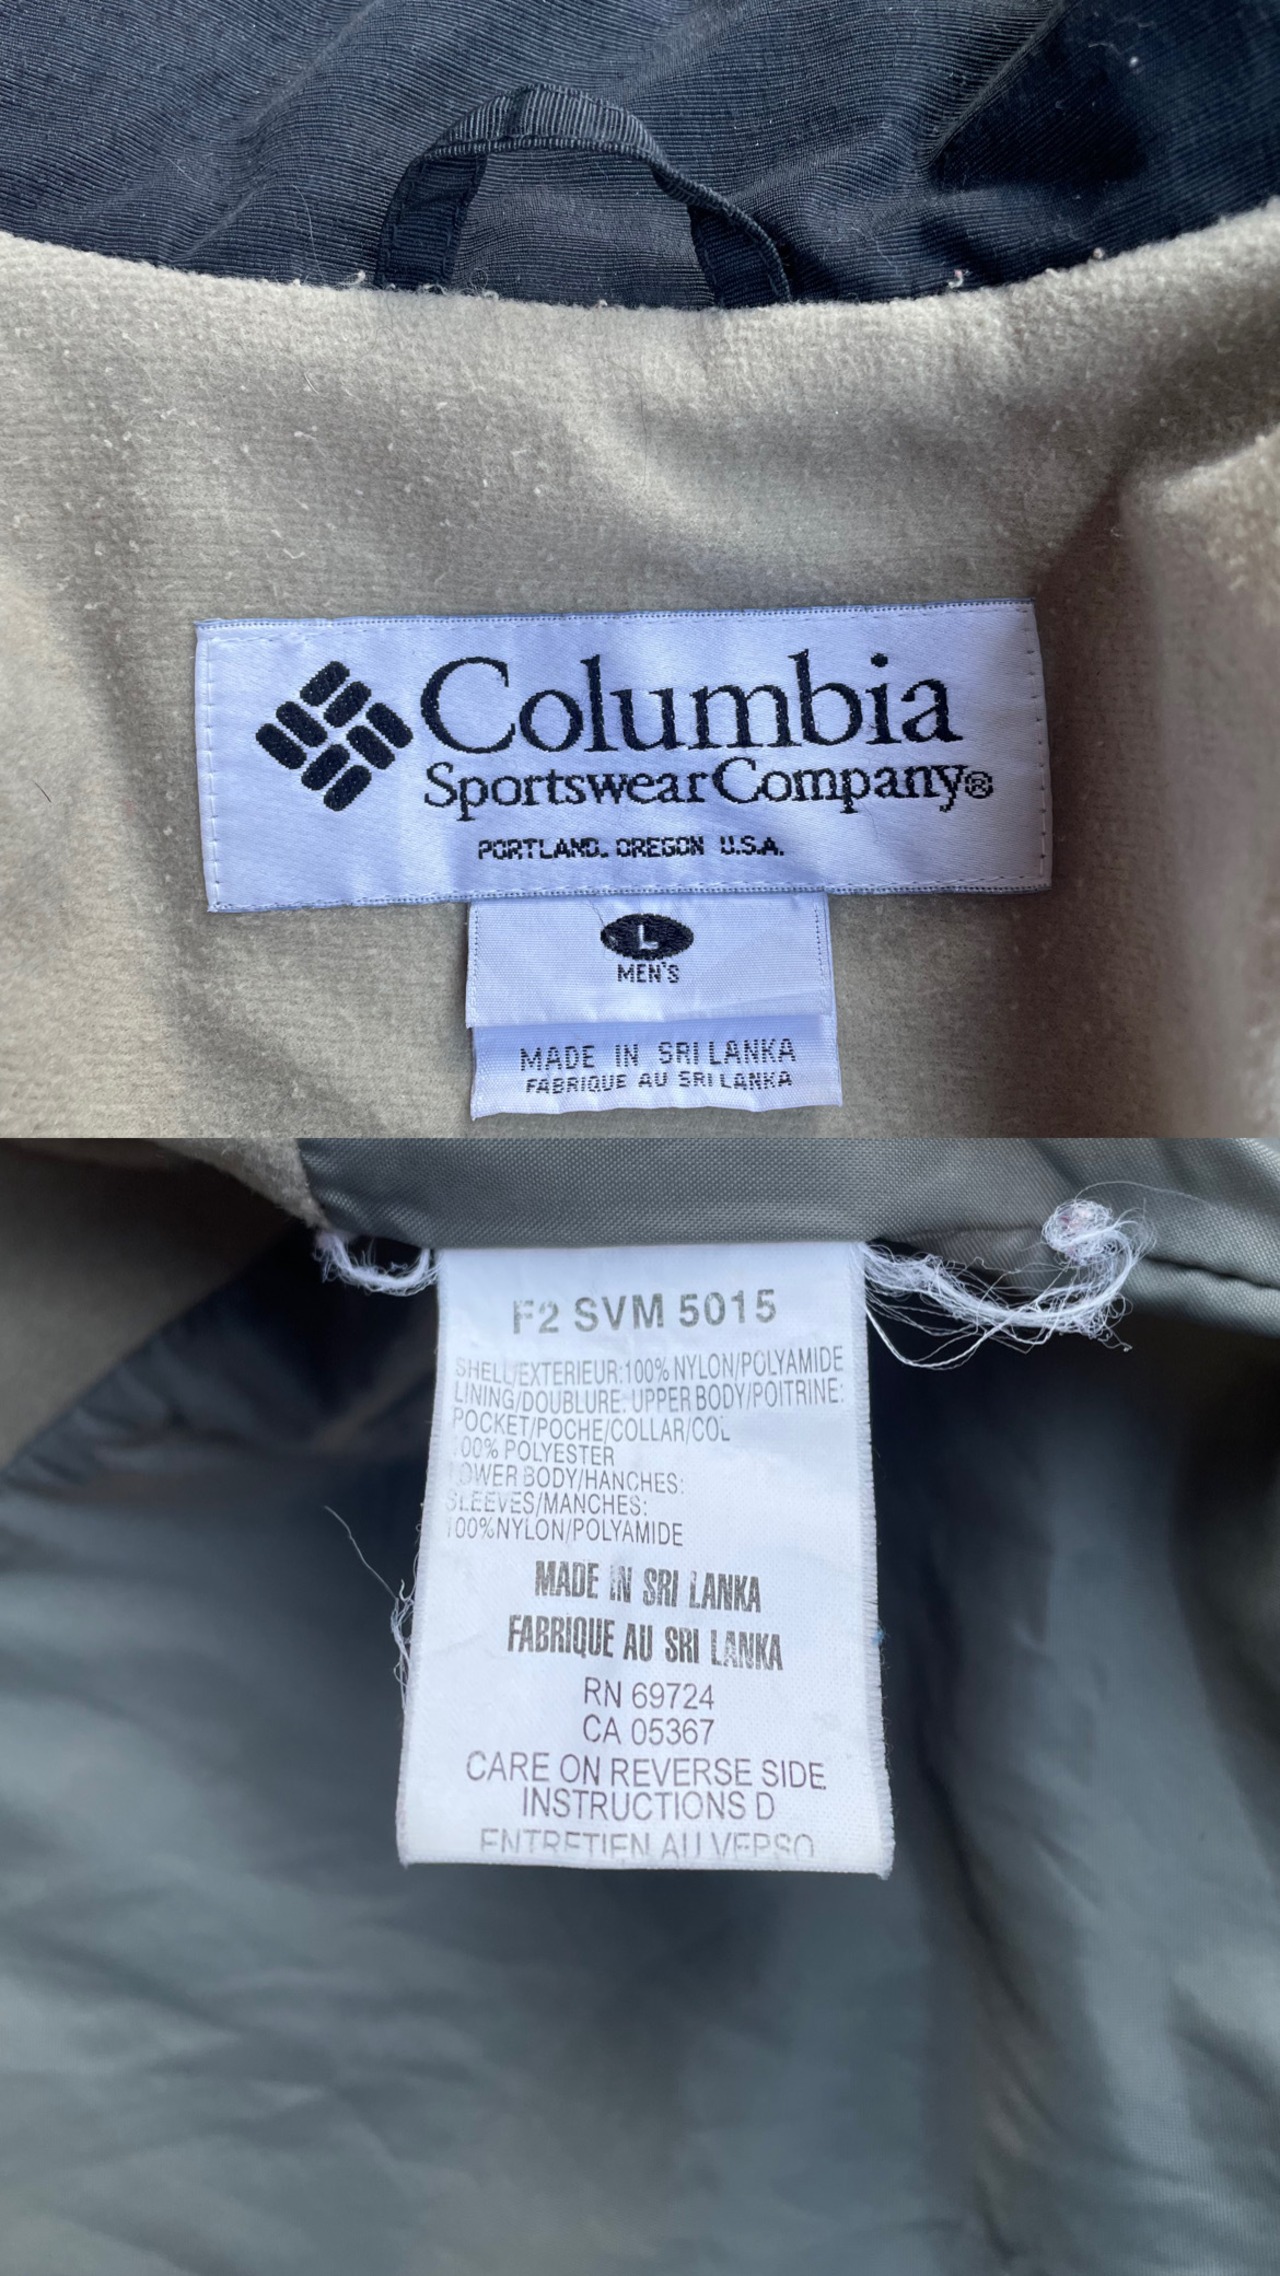 Columbia
Sportswear Company®
PORTLAND, OREGON U.S.A.
L
MEN'S
MADE IN SRI LANKA
FABRIQUE AU SRI LANKA
F2 SVM 5015
SHELL/EXTERIEUR:100% NYLON/POLYAMIDE
LINING/DOUBLURE: UPPER BODY/POITRINE:
POCKET/POCHE/COLLAR/COL
100% POLYESTER
LOWER BODY/HANCHES:
SLEEVES/MANCHES:
100%NYLON/POLYAMIDE
MADE IN SRI LANKA
FABRIQUE AU SRI LANKA
RN 69724
CA 05367
CARE ON REVERSE SIDE
INSTRUCTIONS D
ENTRETIEN AU VERSO